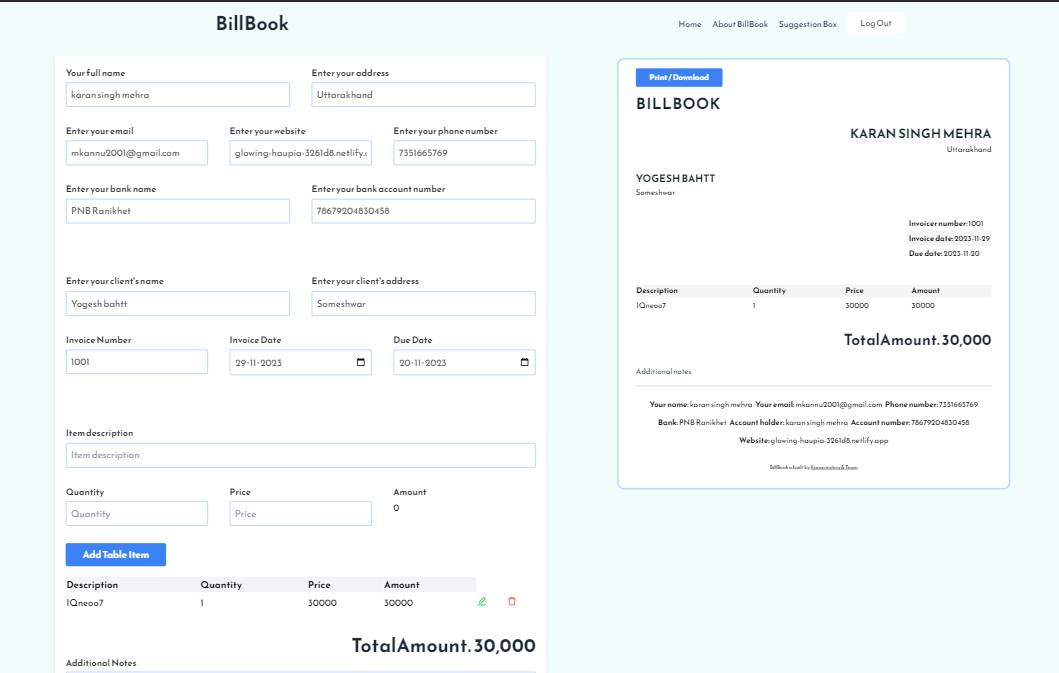 BillBook
Home About BillBook Suggestion Box Log Out
Your full name Enter your address
karan singh mehra Uttarakhand
Enter your email Enter your website Enter your phone number
mkannu2001@gmail.com glowing-haupia-3261d8.netlify. 7351665769
Enter your bank name Enter your bank account number
PNB Ranikhet 78679204830458
Enter your client's name Enter your client's address
Yogesh bahtt Someshwar
Invoice Number Invoice Date Due Date
1001 29-11-2023 20-11-2023
Item description
Item description
Quantity Price Amount
Quantity Price 0
Add Table Item
Description Quantity Price Amount
IQneoo7 1 30000 30000
TotalAmount. 30,000
Additional Notes
Print / Download
BILLBOOK
KARAN SINGH MEHRA
Uttarakhand
YOGESH BAHTT
Someshwar
Invoicer number: 1001
Invoice date: 2023-11-29
Due date: 2023-11-20
Description Quantity Price Amount
IQneoo7 1 30000 30000
TotalAmount. 30,000
Additional notes
Your name: karan singh mehra Your email: mkannu2001@gmail.com Phone number: 7351665769
Bank: PNB Ranikhet Account holder: karan singh mehra Account number: 78679204830458
Website: glowing-haupia-3261d8.netlify.app
BillBook is built by Karan mehra & Team